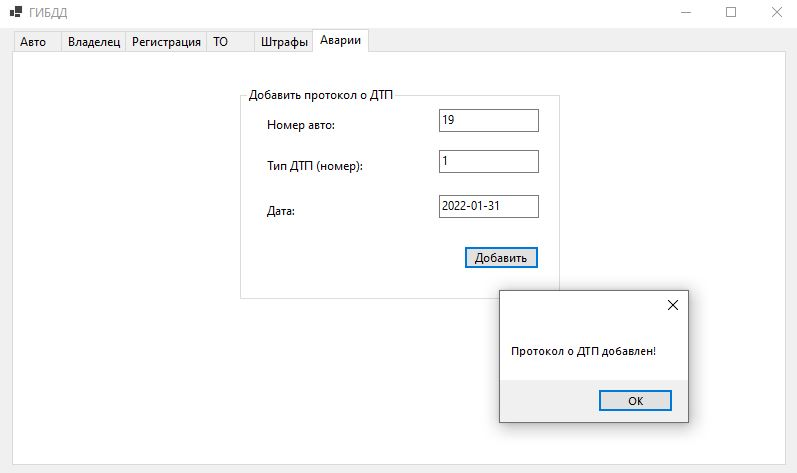 ГИБДД
Авто Владелец Регистрация ТО Штрафы Аварии
Добавить протокол о ДТП
Номер авто: 19
Тип ДТП (номер): 1
Дата: 2022-01-31
Добавить
Протокол о ДТП добавлен!
OK